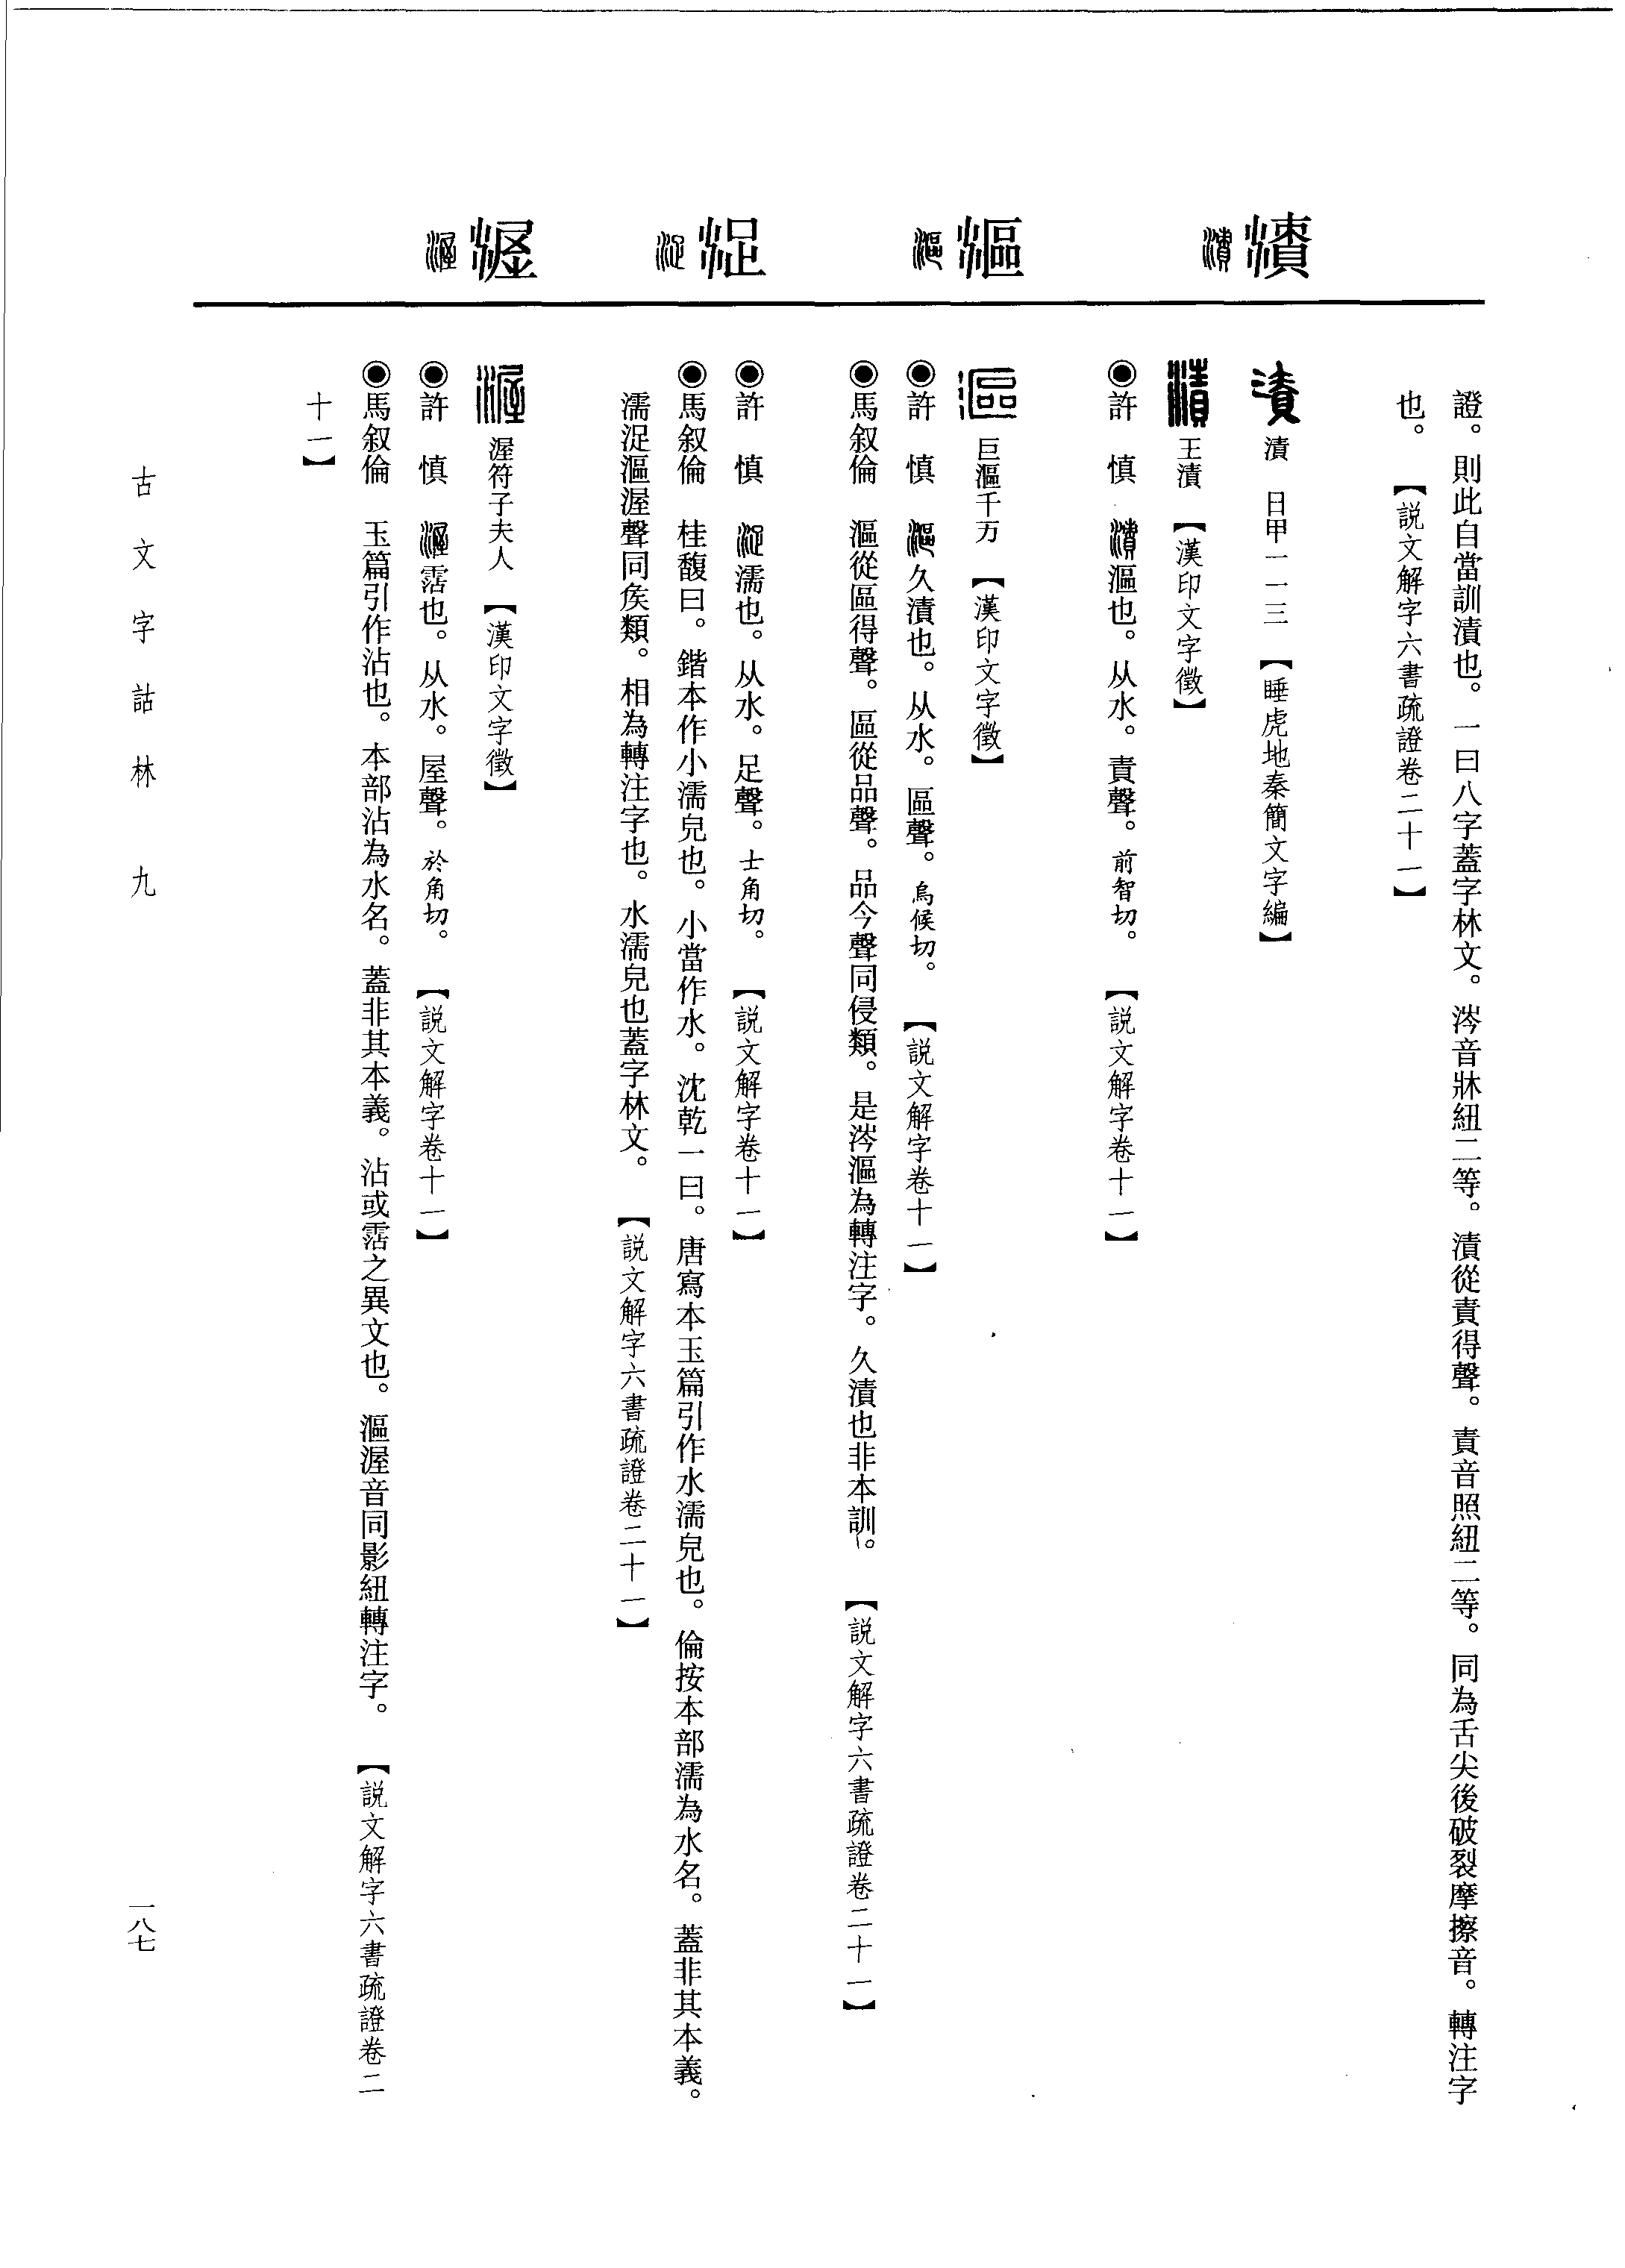 漬 漬
漚 漚
浞 浞
渥 渥
證。則此自當訓漬也。一曰八字蓋字林文。涔音牀紐二等。漬從責得聲。責音照紐二等。同為舌尖後破裂摩擦音。轉注字
也。【説文解字六書疏證卷二十一】
漬 日甲一一三 【睡虎地秦簡文字編】
王漬 【漢印文字徵】
◉許 慎 漬漚也。从水。責聲。前智切。 【説文解字卷十一】
巨漚千万 【漢印文字徵】
◉許 慎 漚久漬也。从水。區聲。烏候切。 【説文解字卷十一】
◉馬叙倫 漚從區得聲。區從品聲。品今聲同侵類。是涔漚為轉注字。久漬也非本訓。 【説文解字六書疏證卷二十一】
◉許 慎 浞濡也。从水。足聲。士角切。 【説文解字卷十一】
◉馬叙倫 桂馥曰。鍇本作小濡皃也。小當作水。沈乾一曰。唐寫本玉篇引作水濡皃也。倫按本部濡為水名。蓋非其本義。
濡浞漚渥聲同矦類。相為轉注字也。水濡皃也蓋字林文。 【説文解字六書疏證卷二十一】
渥符子夫人 【漢印文字徵】
◉許 慎 渥霑也。从水。屋聲。於角切。 【説文解字卷十一】
◉馬叙倫 玉篇引作沾也。本部沾為水名。蓋非其本義。沾或霑之異文也。漚渥音同影紐轉注字。 【説文解字六書疏證卷二
十一】
古文字詁林 九
一八七